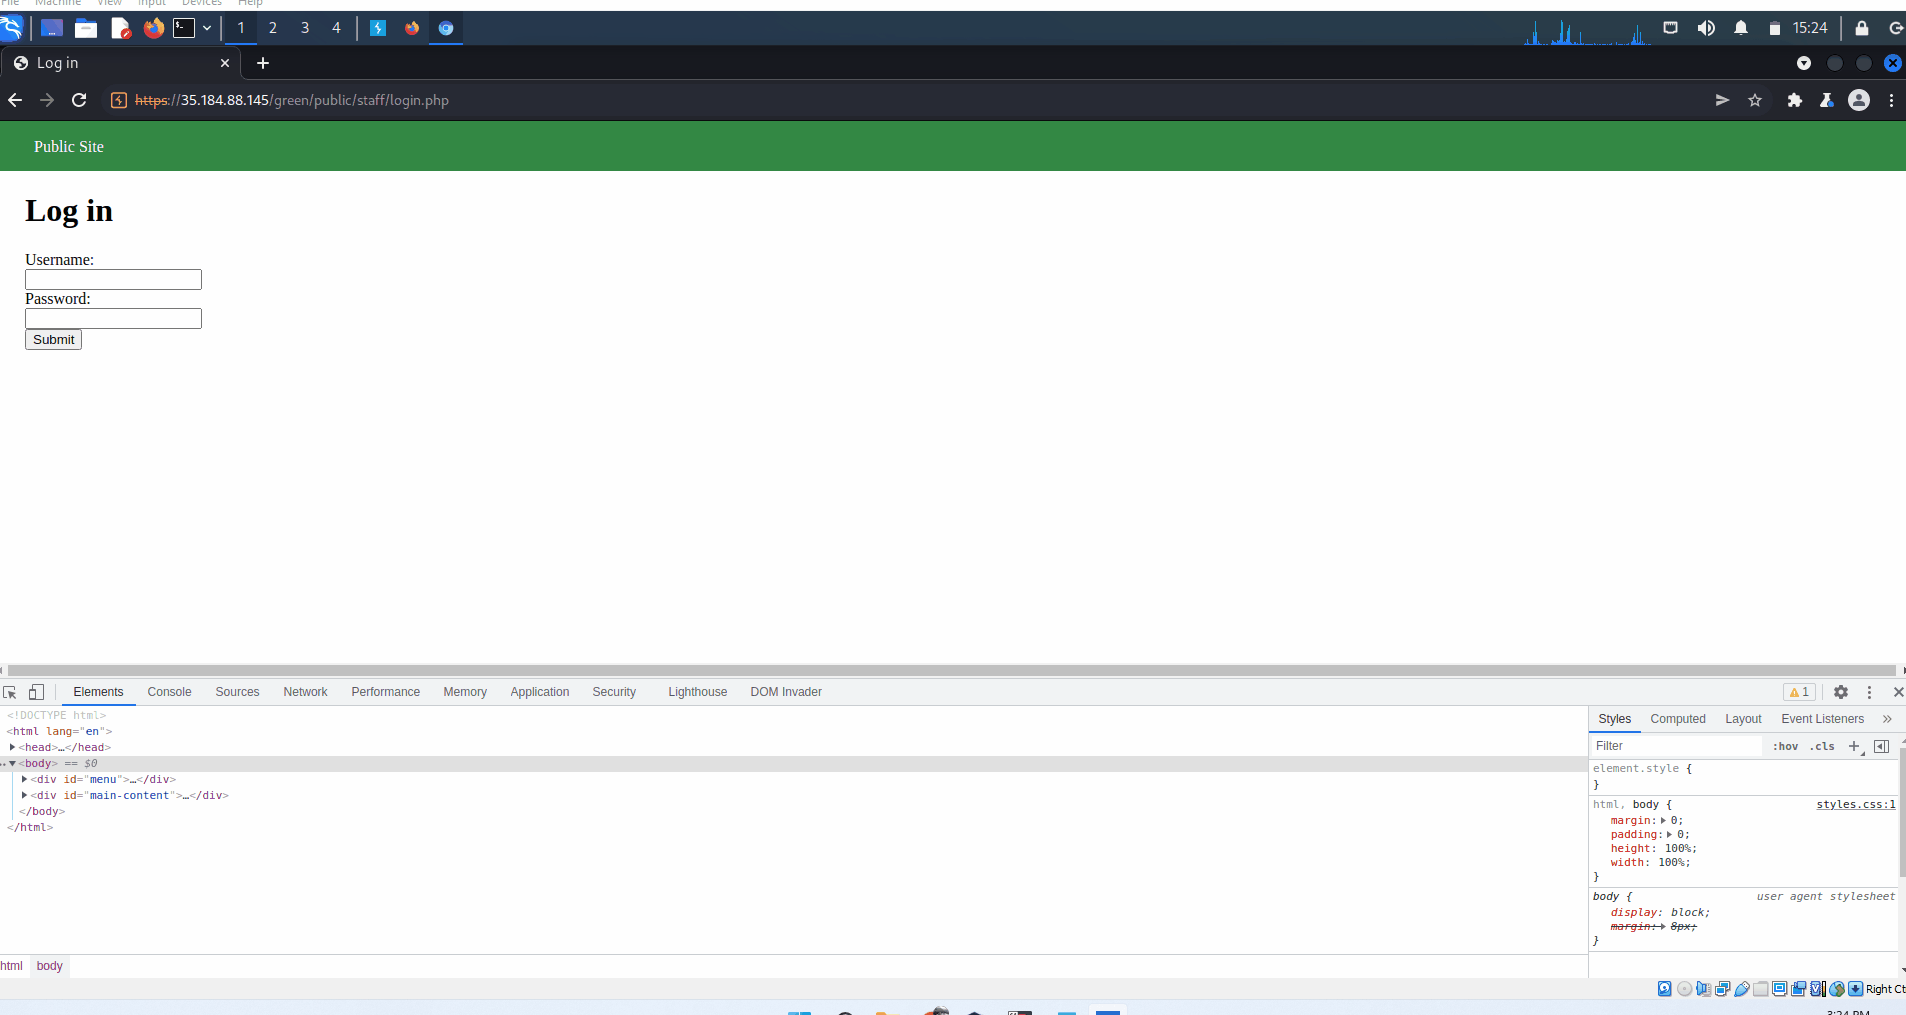 File Machine View Input Devices Help
1 2 3 4 15:24
Log in
https://35.184.88.145/green/public/staff/login.php
Public Site
Log in
Username:
Password:
Submit
Elements Console Sources Network Performance Memory Application Security Lighthouse DOM Invader 1
<!DOCTYPE html>
<html lang="en">
<head>…</head>
<body> == $0
<div id="menu">…</div>
<div id="main-content">…</div>
</body>
</html>
html body
Styles Computed Layout Event Listeners »
Filter :hov .cls +
element.style {
}
html, body { styles.css:1
margin: 0;
padding: 0;
height: 100%;
width: 100%;
}
body { user agent stylesheet
display: block;
margin: 8px;
}
Right Ct
3:24 PM